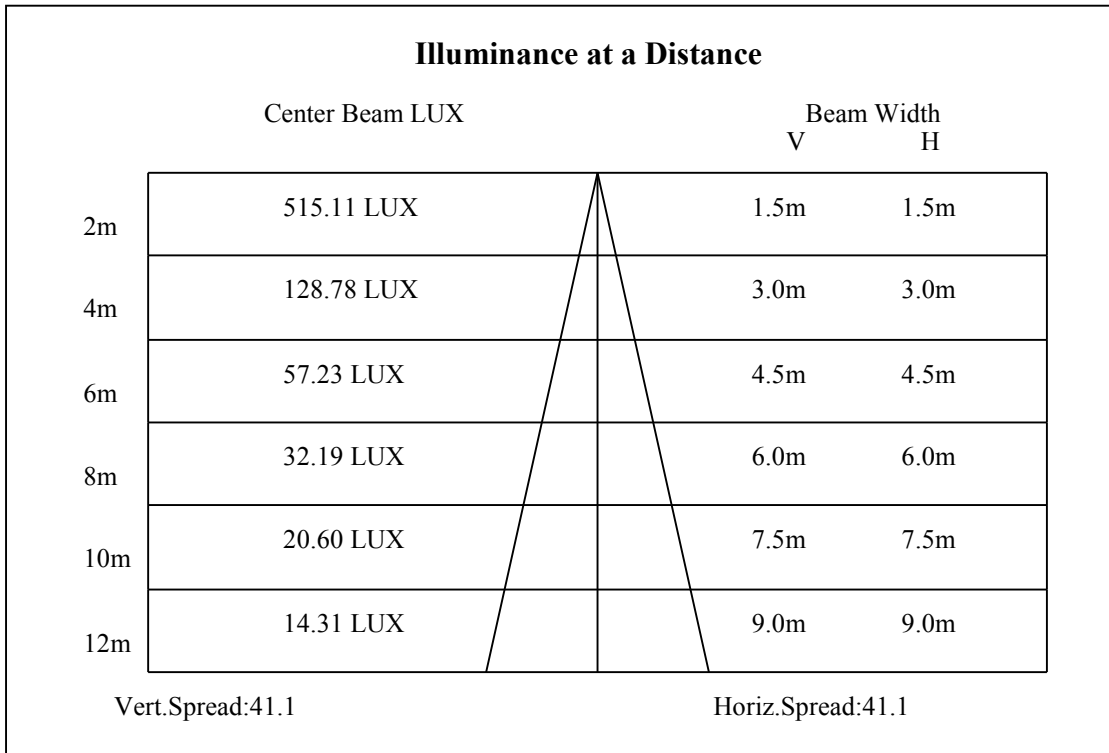 Illuminance at a Distance
Center Beam LUX Beam Width
V H
2m 515.11 LUX 1.5m 1.5m
4m 128.78 LUX 3.0m 3.0m
6m 57.23 LUX 4.5m 4.5m
8m 32.19 LUX 6.0m 6.0m
10m 20.60 LUX 7.5m 7.5m
12m 14.31 LUX 9.0m 9.0m
Vert.Spread:41.1 Horiz.Spread:41.1